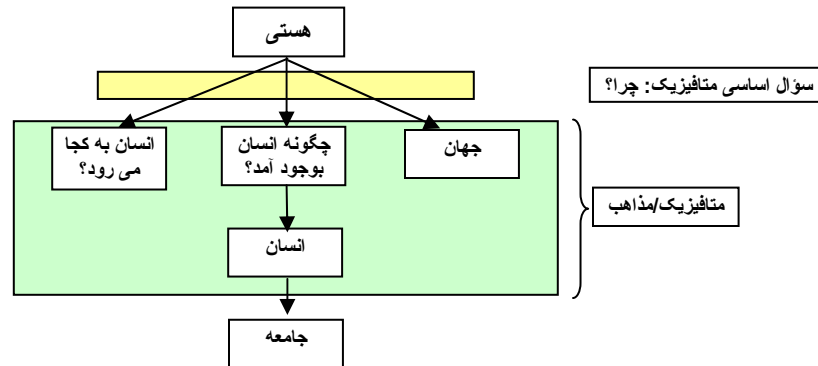 هستی
سؤال اساسی متافیزیک: چرا؟
جهان
چگونه انسان
بوجود آمد؟
انسان به کجا
می رود؟
متافیزیک/مذاهب
انسان
جامعه